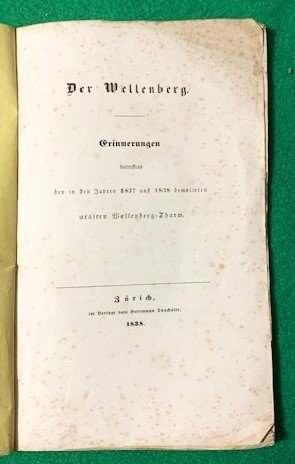 Der Wellenberg.
Erinnerungen
betreffend
den in den Jahren 1837 und 1838 demolirten
uralten Wellenberg-Thurm.
Zürich,
im Verlage von Herrmann Trachsler.
1838.